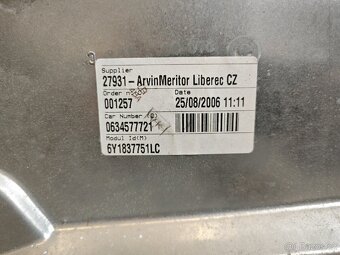 Supplier
27931-ArvinMeritor Liberec CZ
Order n Date
001257 25/08/2006 11:11
Car Number
0634577721
Modul Id(M)
6Y1837751LC